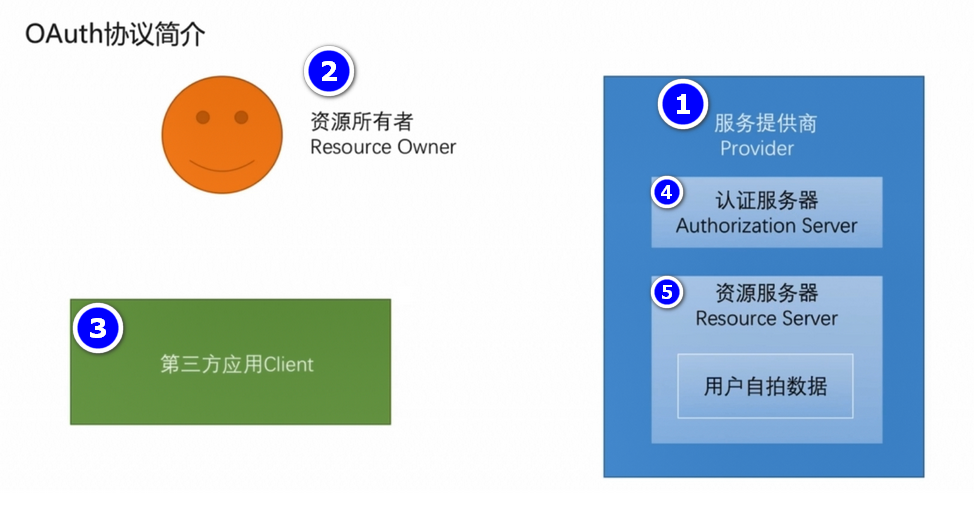 OAuth协议简介
2
资源所有者
Resource Owner
1
服务提供商
Provider
4
认证服务器
Authorization Server
3
第三方应用Client
5
资源服务器
Resource Server
用户自拍数据